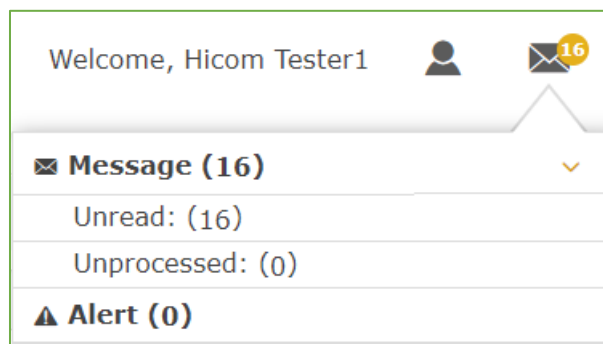 Welcome, Hicom Tester1 16
Message (16)
Unread: (16)
Unprocessed: (0)
Alert (0)